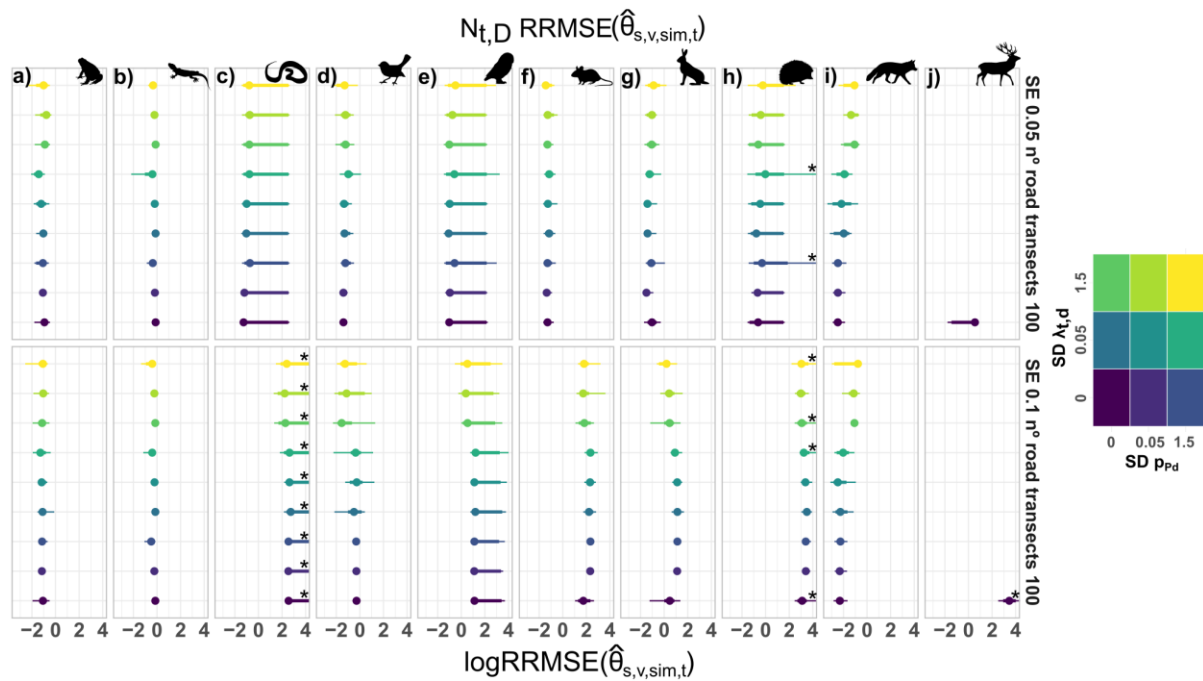 N_t,D RRMSE(θ̂_s,v,sim,t)
a) b) c) d) e) f) g) h) i) j)
SE 0.05 nº road transects 100
*
*
SE 0.1 nº road transects 100
* *
*
* *
* *
*
*
*
*
* * *
−2 0 2 4 −2 0 2 4 −2 0 2 4 −2 0 2 4 −2 0 2 4 −2 0 2 4 −2 0 2 4 −2 0 2 4 −2 0 2 4 −2 0 2 4
logRRMSE(θ̂_s,v,sim,t)
SD λ_t,d
1.5
0.05
0
0 0.05 1.5
SD p_Pd